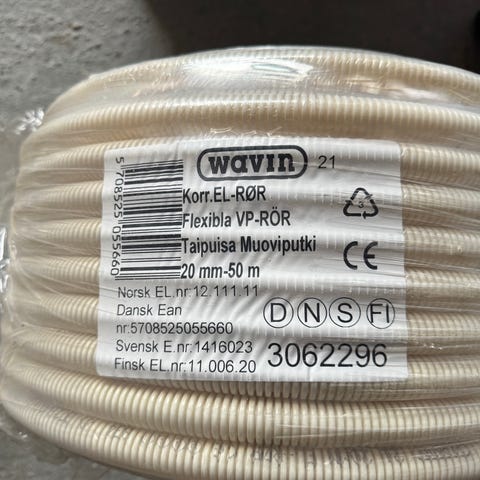 wavin 21
Korr.EL-RØR
Flexibla VP-RÖR
Taipuisa Muoviputki
20 mm-50 m
Norsk EL.nr:12.111.11
Dansk Ean
nr:5708525055660
Svensk E.nr:1416023
Finsk EL.nr:11.006.20
5 708525 055660
CE
D N S FI
3062296